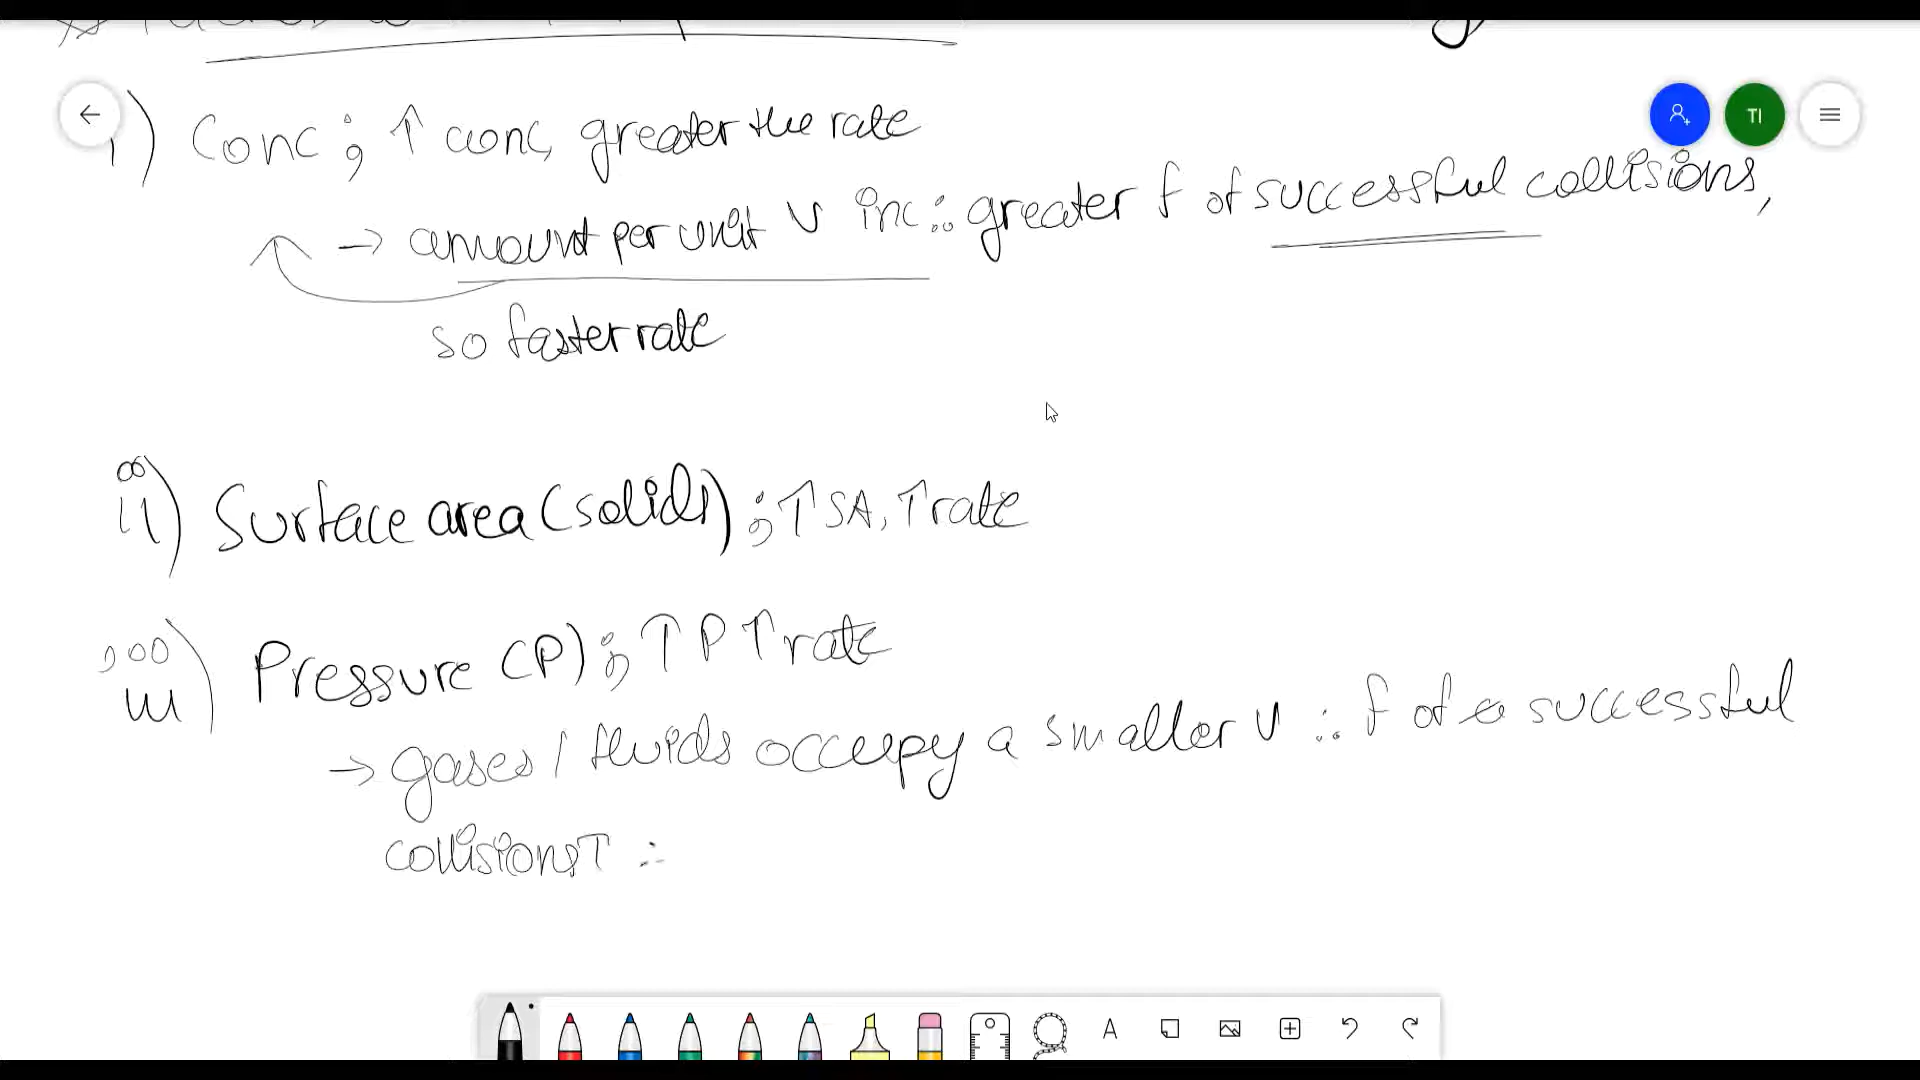 i) Conc ; ↑ conc, greater the rate
→ amount per unit V inc ∴ greater f of successful collisions,
so faster rate
ii) Surface area (solids) ; ↑ SA, ↑ rate
iii) Pressure (P) ; ↑ P ↑ rate
→ gases / fluids occupy a smaller V ∴ f of successful
collisions ↑ ∴
TI
A